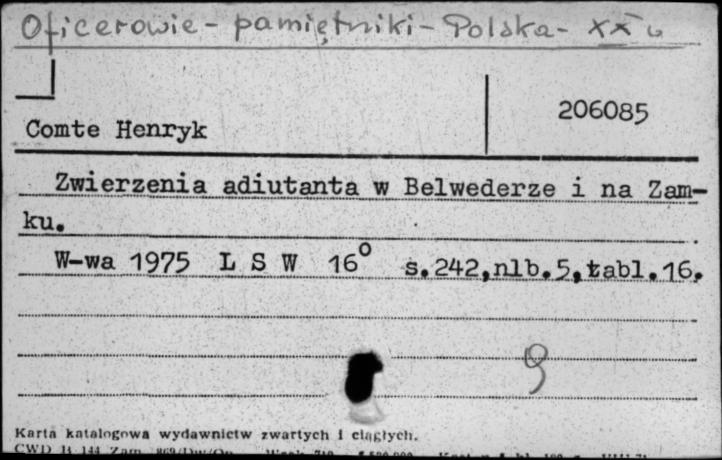 Oficerowie - pamiętniki - Polska - XX w
206085
Comte Henryk
Zwierzenia adiutanta w Belwederze i na Zam-
ku.
W-wa 1975 L S W 16° s.242,nlb.5,tabl.16.
9
Karta katalogowa wydawnictw zwartych i ciągłych.
CWD